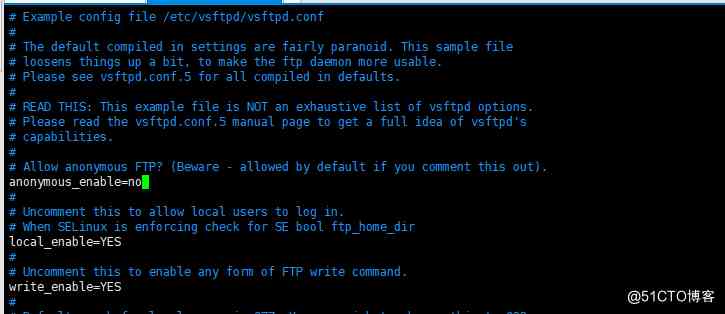 # Example config file /etc/vsftpd/vsftpd.conf
#
# The default compiled in settings are fairly paranoid. This sample file
# loosens things up a bit, to make the ftp daemon more usable.
# Please see vsftpd.conf.5 for all compiled in defaults.
#
# READ THIS: This example file is NOT an exhaustive list of vsftpd options.
# Please read the vsftpd.conf.5 manual page to get a full idea of vsftpd's
# capabilities.
#
# Allow anonymous FTP? (Beware - allowed by default if you comment this out).
anonymous_enable=no
#
# Uncomment this to allow local users to log in.
# When SELinux is enforcing check for SE bool ftp_home_dir
local_enable=YES
#
# Uncomment this to enable any form of FTP write command.
write_enable=YES
#
@51CTO博客